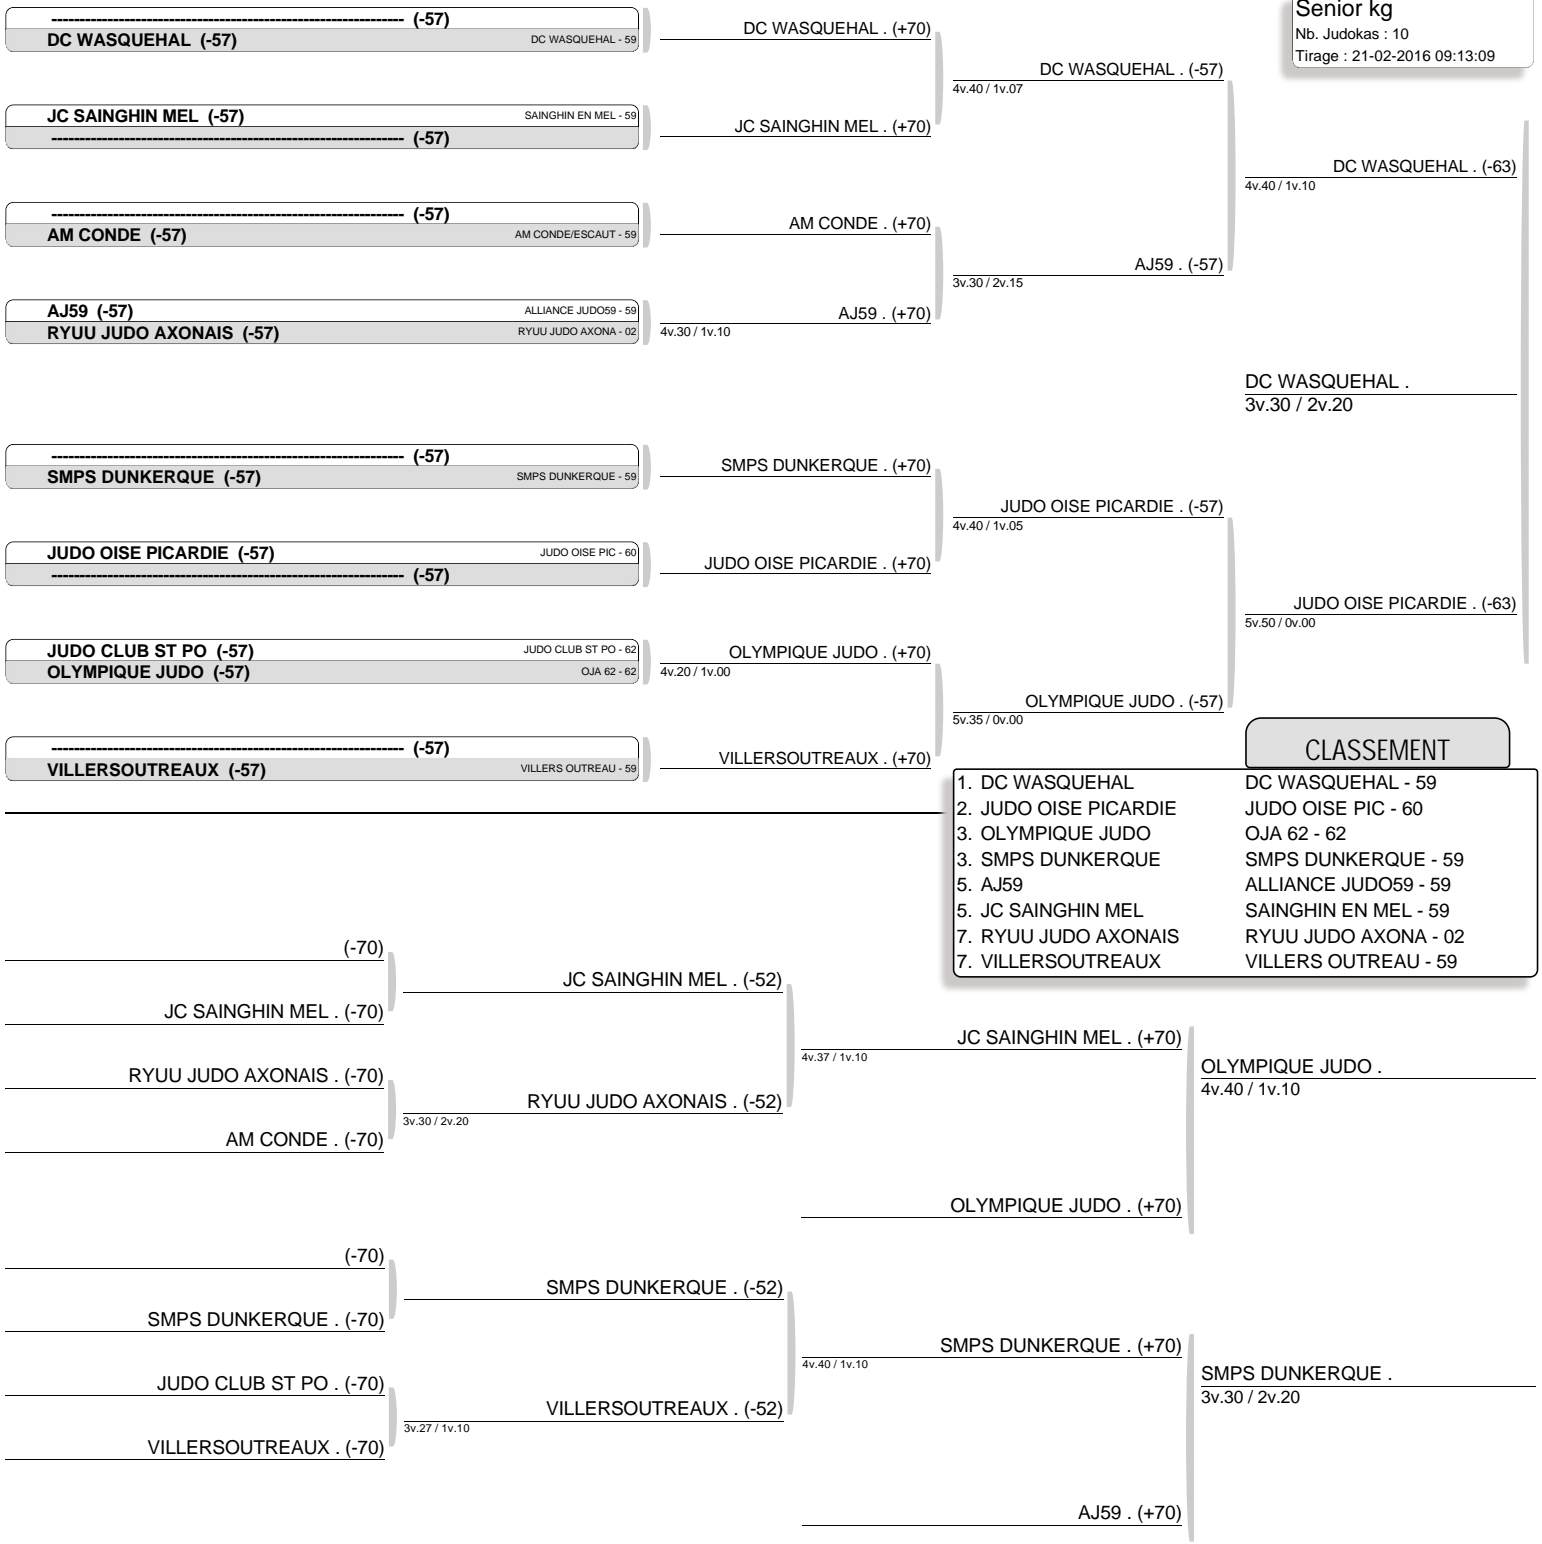 Senior kg
Nb. Judokas : 10
Tirage : 21-02-2016 09:13:09
------------------------------------------------------------------------------ (-57)
DC WASQUEHAL (-57) DC WASQUEHAL - 59
JC SAINGHIN MEL (-57) SAINGHIN EN MEL - 59
------------------------------------------------------------------------------ (-57)
------------------------------------------------------------------------------ (-57)
AM CONDE (-57) AM CONDE/ESCAUT - 59
AJ59 (-57) ALLIANCE JUDO59 - 59
RYUU JUDO AXONAIS (-57) RYUU JUDO AXONA - 02
------------------------------------------------------------------------------ (-57)
SMPS DUNKERQUE (-57) SMPS DUNKERQUE - 59
JUDO OISE PICARDIE (-57) JUDO OISE PIC - 60
------------------------------------------------------------------------------ (-57)
JUDO CLUB ST PO (-57) JUDO CLUB ST PO - 62
OLYMPIQUE JUDO (-57) OJA 62 - 62
------------------------------------------------------------------------------ (-57)
VILLERSOUTREAUX (-57) VILLERS OUTREAU - 59
DC WASQUEHAL . (+70)
JC SAINGHIN MEL . (+70)
AM CONDE . (+70)
AJ59 . (+70)
4v.30 / 1v.10
SMPS DUNKERQUE . (+70)
JUDO OISE PICARDIE . (+70)
OLYMPIQUE JUDO . (+70)
4v.20 / 1v.00
VILLERSOUTREAUX . (+70)
DC WASQUEHAL . (-57)
4v.40 / 1v.07
AJ59 . (-57)
3v.30 / 2v.15
JUDO OISE PICARDIE . (-57)
4v.40 / 1v.05
OLYMPIQUE JUDO . (-57)
5v.35 / 0v.00
DC WASQUEHAL . (-63)
4v.40 / 1v.10
DC WASQUEHAL .
3v.30 / 2v.20
JUDO OISE PICARDIE . (-63)
5v.50 / 0v.00
CLASSEMENT
1. DC WASQUEHAL DC WASQUEHAL - 59
2. JUDO OISE PICARDIE JUDO OISE PIC - 60
3. OLYMPIQUE JUDO OJA 62 - 62
3. SMPS DUNKERQUE SMPS DUNKERQUE - 59
5. AJ59 ALLIANCE JUDO59 - 59
5. JC SAINGHIN MEL SAINGHIN EN MEL - 59
7. RYUU JUDO AXONAIS RYUU JUDO AXONA - 02
7. VILLERSOUTREAUX VILLERS OUTREAU - 59
(-70)
JC SAINGHIN MEL . (-70)
RYUU JUDO AXONAIS . (-70)
AM CONDE . (-70)
(-70)
SMPS DUNKERQUE . (-70)
JUDO CLUB ST PO . (-70)
VILLERSOUTREAUX . (-70)
JC SAINGHIN MEL . (-52)
RYUU JUDO AXONAIS . (-52)
3v.30 / 2v.20
SMPS DUNKERQUE . (-52)
VILLERSOUTREAUX . (-52)
3v.27 / 1v.10
JC SAINGHIN MEL . (+70)
4v.37 / 1v.10
OLYMPIQUE JUDO . (+70)
SMPS DUNKERQUE . (+70)
4v.40 / 1v.10
AJ59 . (+70)
OLYMPIQUE JUDO .
4v.40 / 1v.10
SMPS DUNKERQUE .
3v.30 / 2v.20